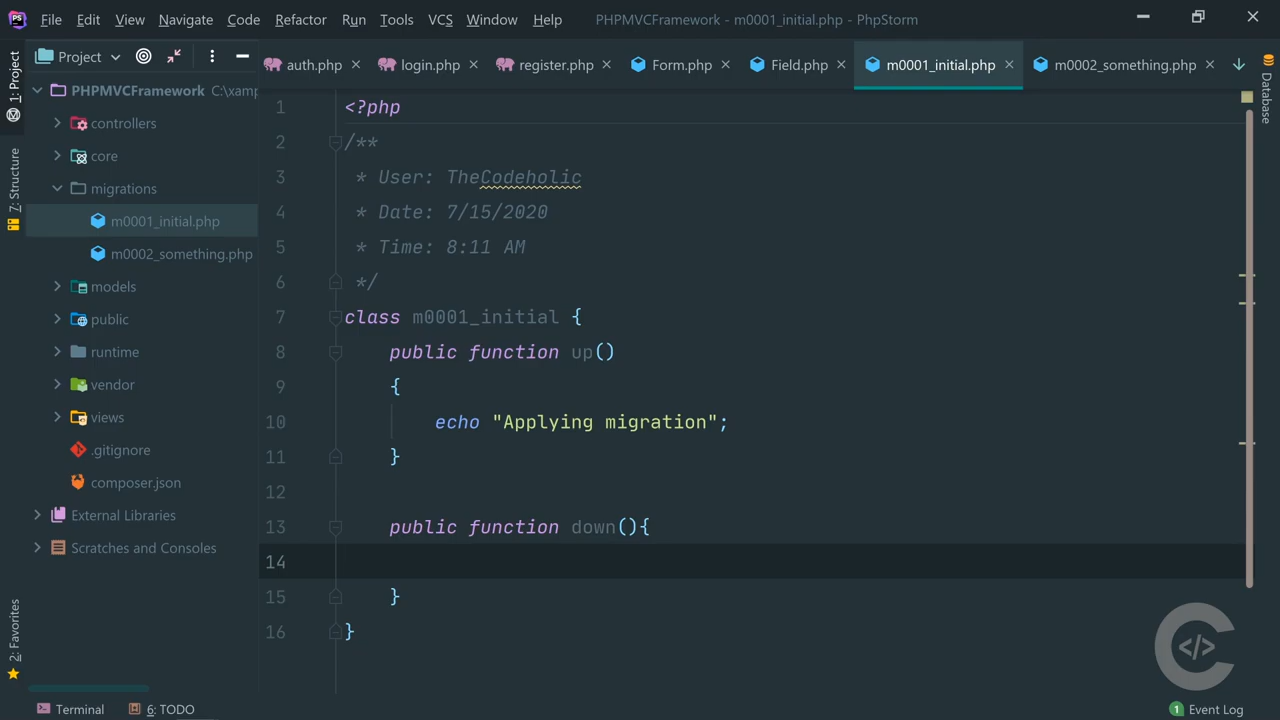 File Edit View Navigate Code Refactor Run Tools VCS Window Help PHPMVCFramework - m0001_initial.php - PhpStorm
Project auth.php login.php register.php Form.php Field.php m0001_initial.php m0002_something.php
1: Project
7: Structure
2: Favorites
Database
PHPMVCFramework C:\xamp
controllers
core
migrations
m0001_initial.php
m0002_something.php
models
public
runtime
vendor
views
.gitignore
composer.json
External Libraries
Scratches and Consoles
1 <?php
2 /**
3 * User: TheCodeholic
4 * Date: 7/15/2020
5 * Time: 8:11 AM
6 */
7 class m0001_initial {
8 public function up()
9 {
10 echo "Applying migration";
11 }
12
13 public function down(){
14
15 }
16 }
C </>
Terminal 6: TODO 1 Event Log